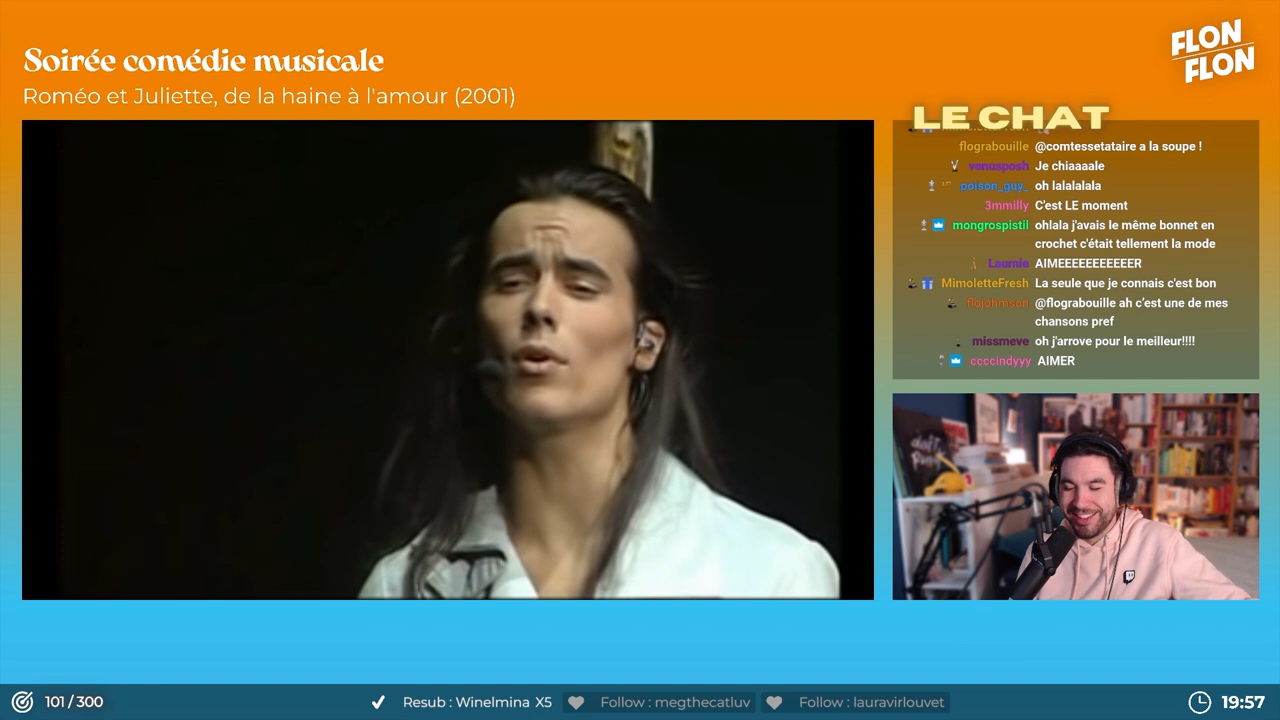 Soirée comédie musicale
Roméo et Juliette, de la haine à l'amour (2001)
FLON
FLON
LE CHAT
flograbouille @comtessetataire a la soupe !
venusposh Je chiaaaale
poison_guy_ oh lalalalala
3mmilly C'est LE moment
mongrospistil ohlala j'avais le même bonnet en
crochet c'était tellement la mode
Laurnie AIMEEEEEEEEEEER
MimoletteFresh La seule que je connais c'est bon
flojohnson @flograbouille ah c’est une de mes
chansons pref
missmeve oh j'arrove pour le meilleur!!!!
ccccindyyy AIMER
101 / 300
Resub : Winelmina X5
Follow : megthecatluv
Follow : lauravirlouvet
19:57